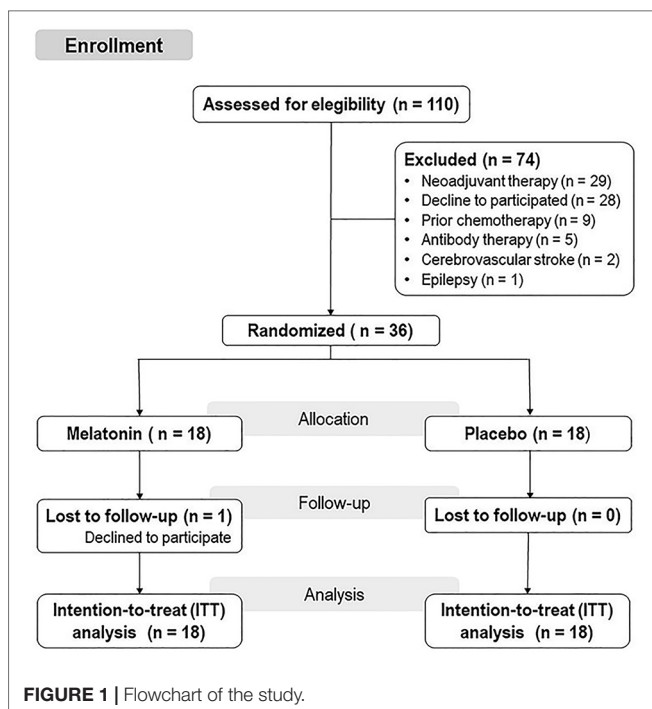 Enrollment
Assessed for elegibility (n = 110)
Excluded (n = 74)
• Neoadjuvant therapy (n = 29)
• Decline to participated (n = 28)
• Prior chemotherapy (n = 9)
• Antibody therapy (n = 5)
• Cerebrovascular stroke (n = 2)
• Epilepsy (n = 1)
Randomized ( n = 36)
Allocation
Melatonin ( n = 18)
Placebo (n = 18)
Follow-up
Lost to follow-up (n = 1)
Declined to participate
Lost to follow-up (n = 0)
Analysis
Intention-to-treat (ITT)
analysis (n = 18)
Intention-to-treat (ITT)
analysis (n = 18)
FIGURE 1 | Flowchart of the study.